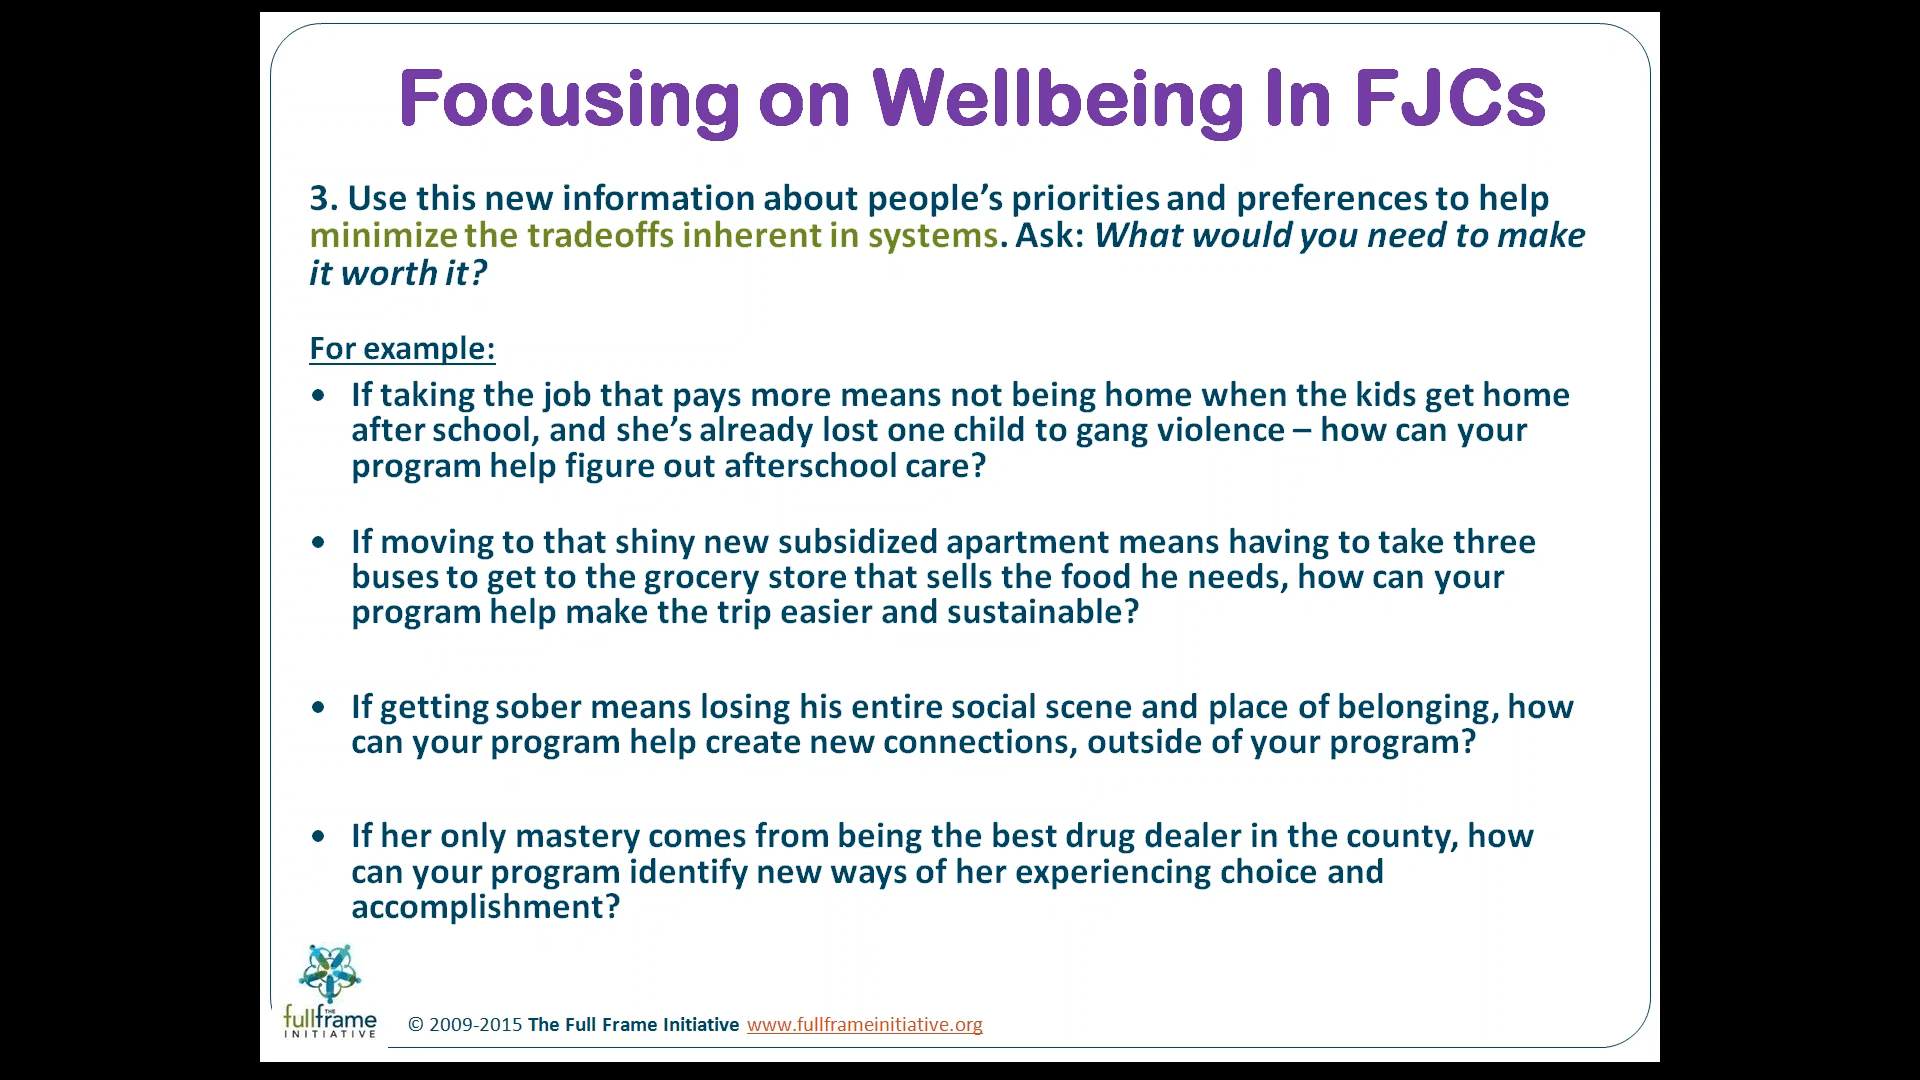 Focusing on Wellbeing In FJCs
3. Use this new information about people’s priorities and preferences to help
minimize the tradeoffs inherent in systems. Ask: What would you need to make
it worth it?
For example:
• If taking the job that pays more means not being home when the kids get home
after school, and she’s already lost one child to gang violence – how can your
program help figure out afterschool care?
• If moving to that shiny new subsidized apartment means having to take three
buses to get to the grocery store that sells the food he needs, how can your
program help make the trip easier and sustainable?
• If getting sober means losing his entire social scene and place of belonging, how
can your program help create new connections, outside of your program?
• If her only mastery comes from being the best drug dealer in the county, how
can your program identify new ways of her experiencing choice and
accomplishment?
THE
fullframe
INITIATIVE
© 2009-2015 The Full Frame Initiative www.fullframeinitiative.org